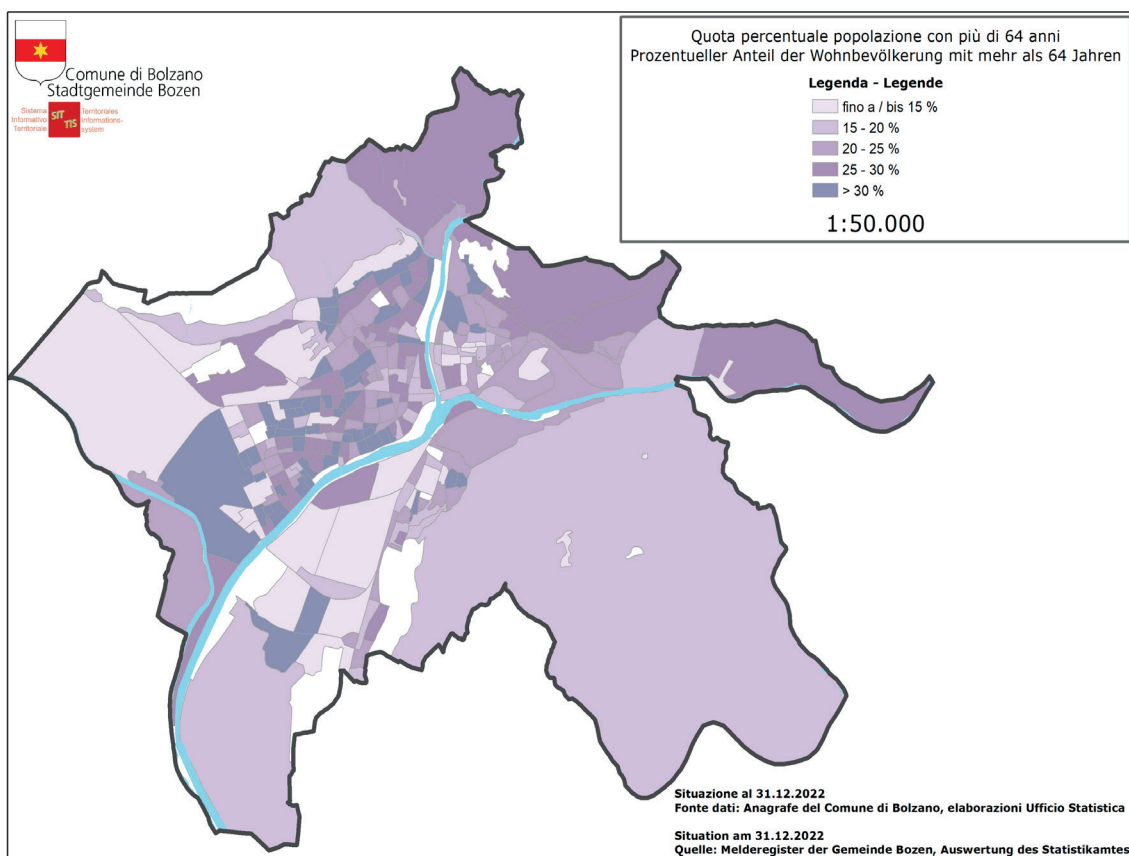 Comune di Bolzano
Stadtgemeinde Bozen
Sistema
Informativo
Territoriale
SIT
TIS
Territoriales
Informations-
system
Quota percentuale popolazione con più di 64 anni
Prozentueller Anteil der Wohnbevölkerung mit mehr als 64 Jahren
Legenda - Legende
fino a / bis 15 %
15 - 20 %
20 - 25 %
25 - 30 %
> 30 %
1:50.000
Situazione al 31.12.2022
Fonte dati: Anagrafe del Comune di Bolzano, elaborazioni Ufficio Statistica
Situation am 31.12.2022
Quelle: Melderegister der Gemeinde Bozen, Auswertung des Statistikamtes